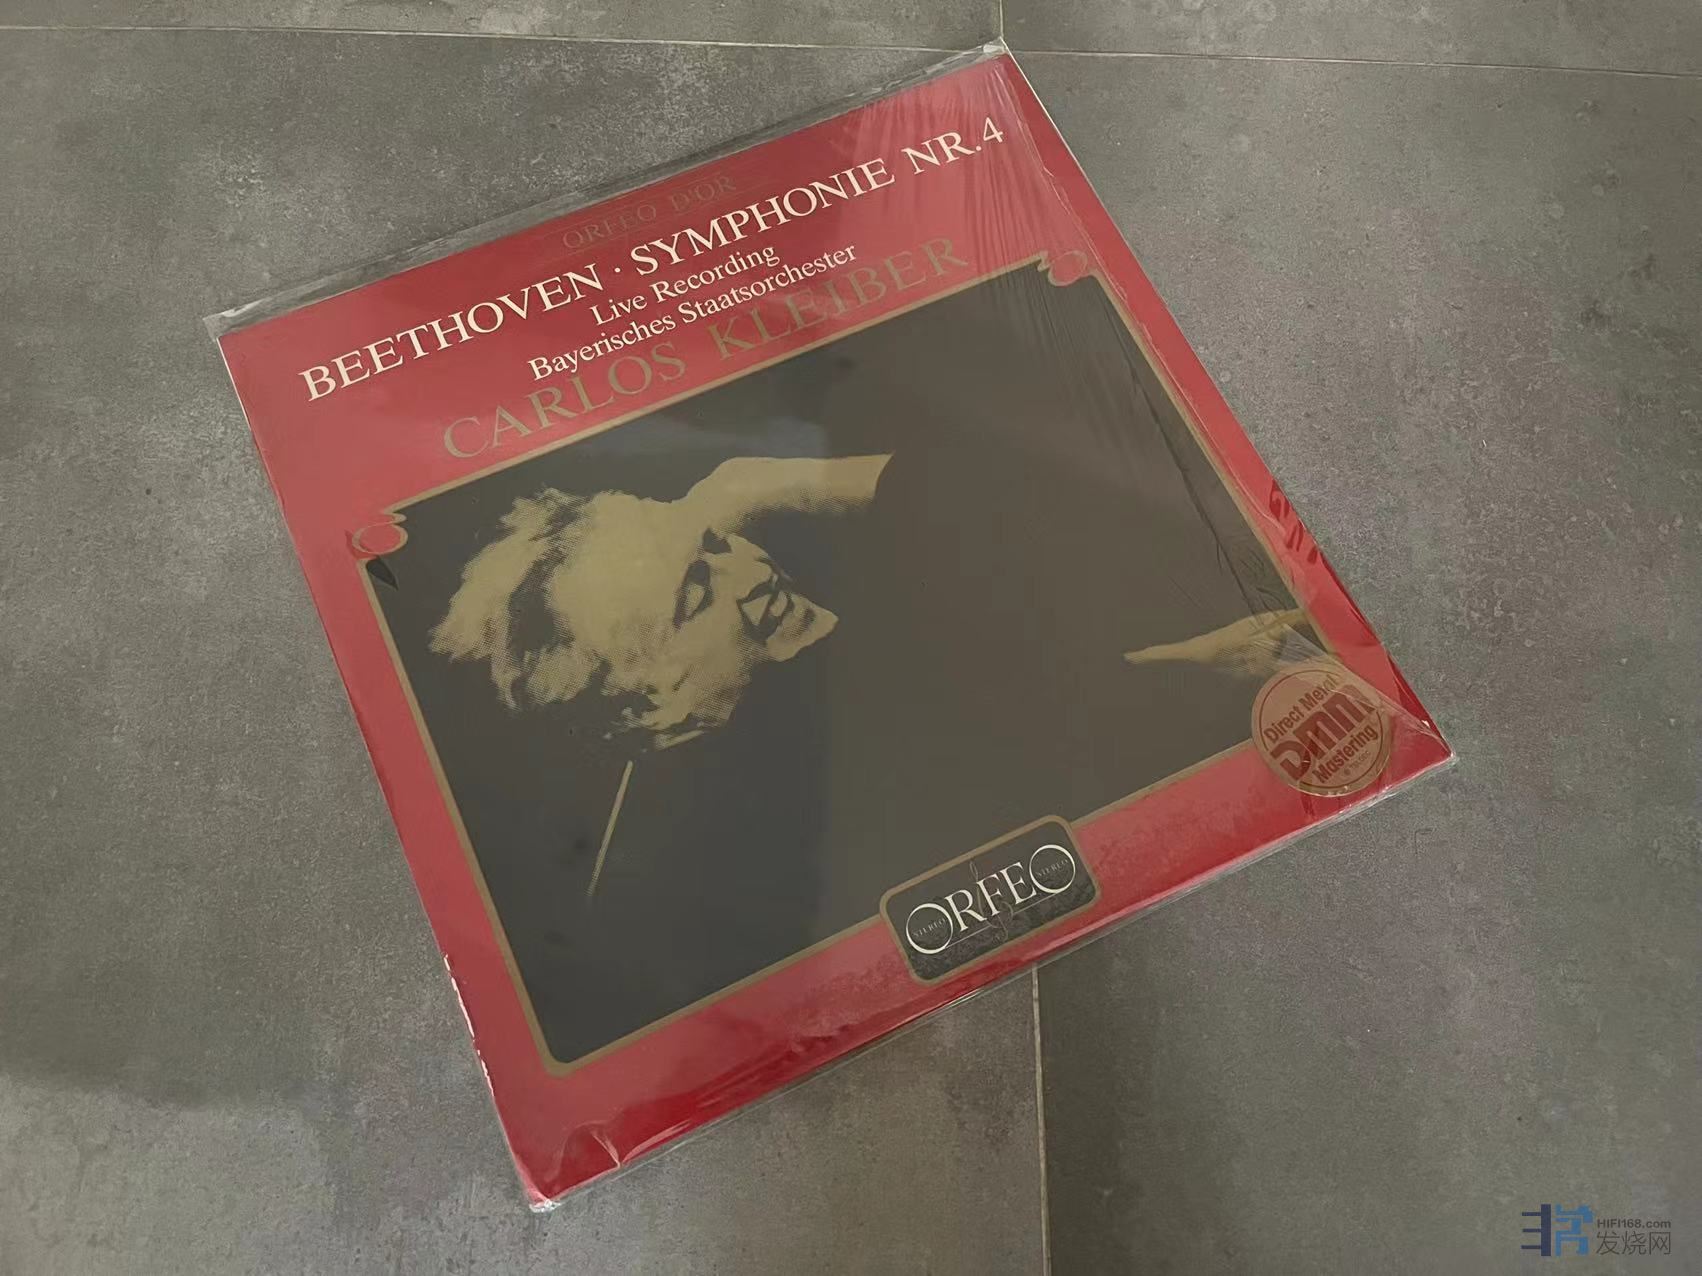 ORFEO D'OR
BEETHOVEN · SYMPHONIE NR.4
Live Recording
Bayerisches Staatsorchester
CARLOS KLEIBER
Direct Metal
DMM
Mastering
STEREO
ORFEO
STEREO
HIFI168.com
发烧网